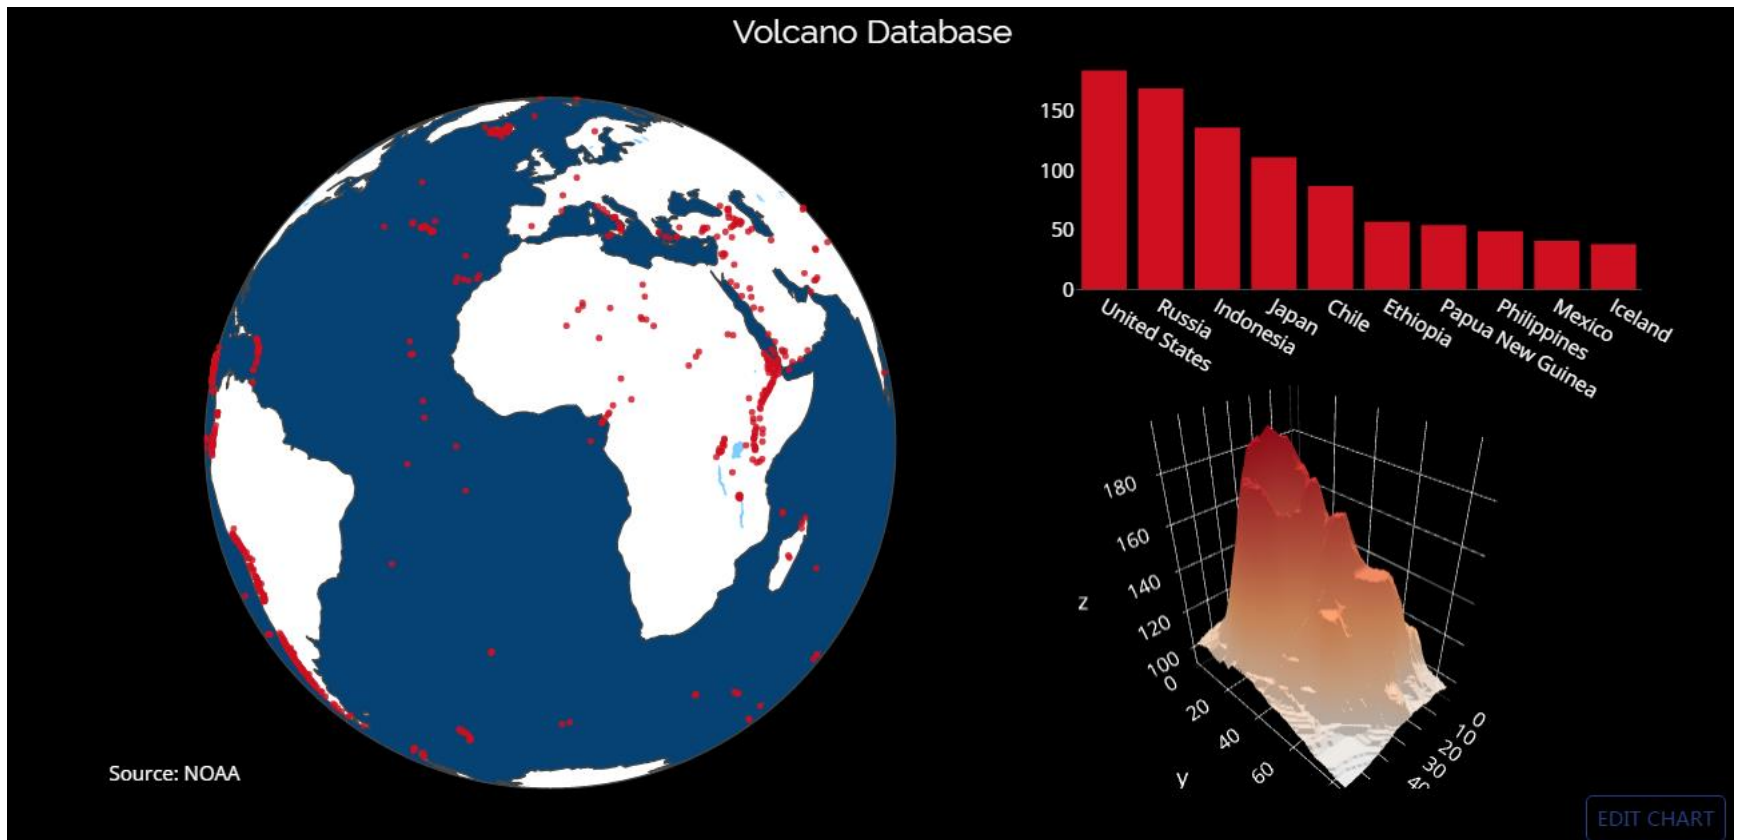 Volcano Database
150
100
50
0
United States
Russia
Indonesia
Japan
Chile
Ethiopia
Papua New Guinea
Philippines
Mexico
Iceland
180
160
140
120
100
z
0
20
40
60
y
0
10
20
30
Source: NOAA
EDIT CHART